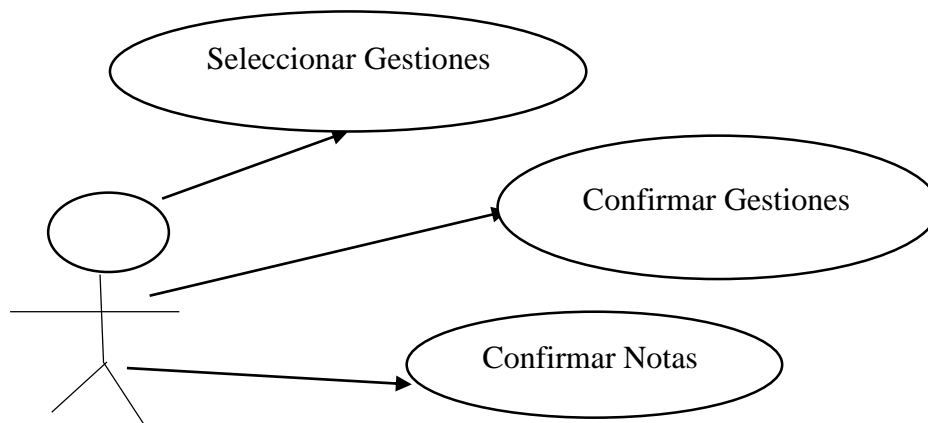 Seleccionar Gestiones
Confirmar Gestiones
Confirmar Notas